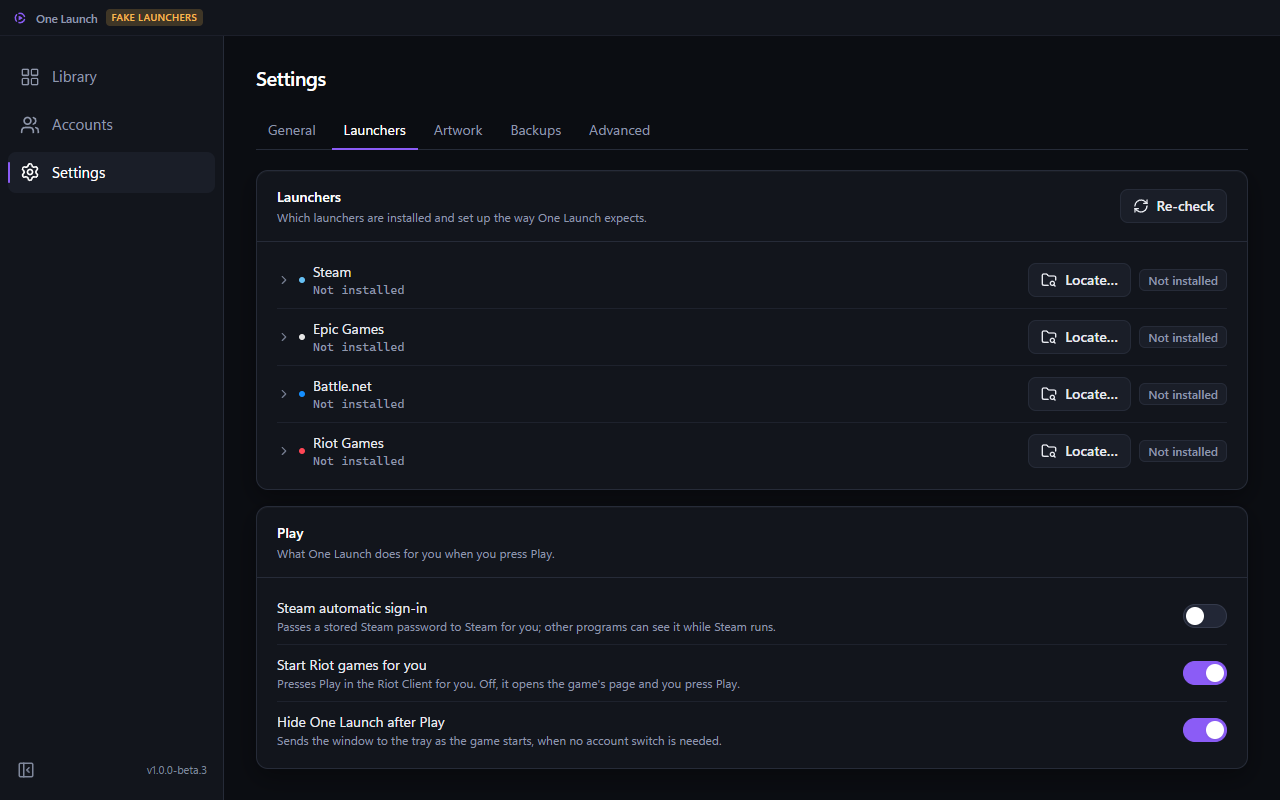 One Launch FAKE LAUNCHERS
Library
Accounts
Settings
v1.0.0-beta.3
Settings
General Launchers Artwork Backups Advanced
Launchers
Which launchers are installed and set up the way One Launch expects.
Re-check
Steam
Not installed
Locate...
Not installed
Epic Games
Not installed
Locate...
Not installed
Battle.net
Not installed
Locate...
Not installed
Riot Games
Not installed
Locate...
Not installed
Play
What One Launch does for you when you press Play.
Steam automatic sign-in
Passes a stored Steam password to Steam for you; other programs can see it while Steam runs.
Start Riot games for you
Presses Play in the Riot Client for you. Off, it opens the game's page and you press Play.
Hide One Launch after Play
Sends the window to the tray as the game starts, when no account switch is needed.